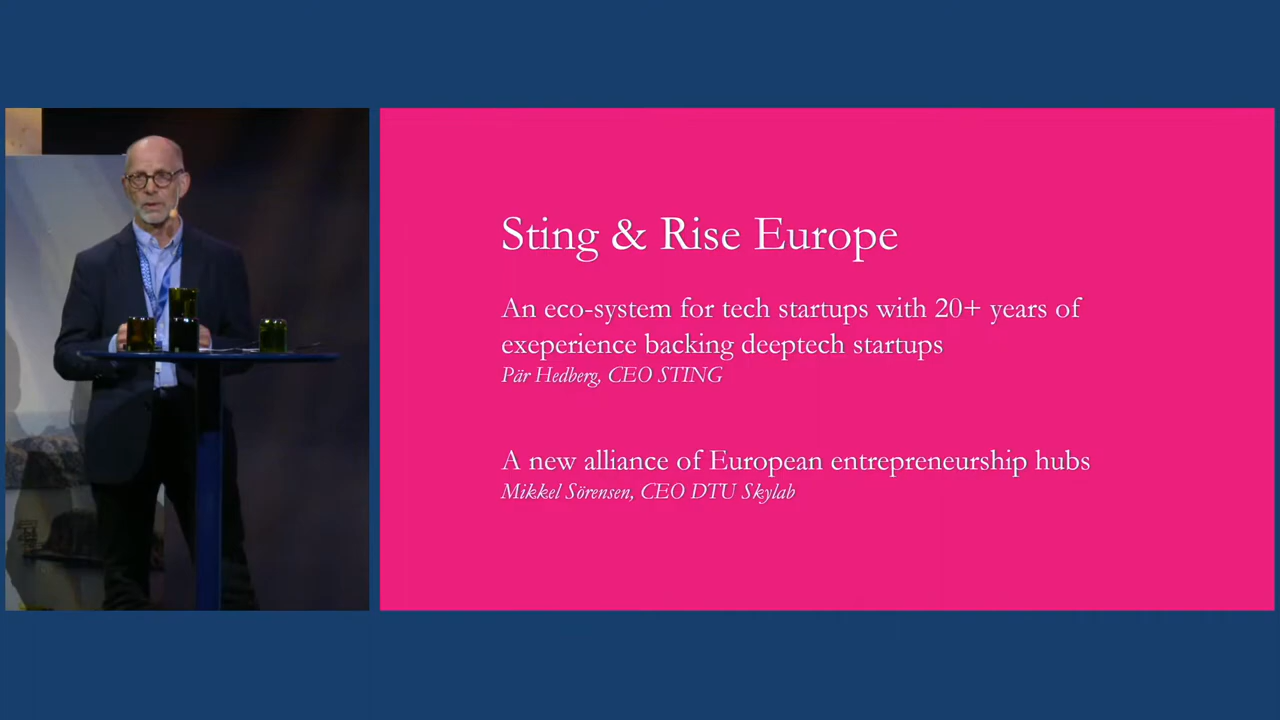 Sting & Rise Europe
An eco-system for tech startups with 20+ years of
exeperience backing deeptech startups
Pär Hedberg, CEO STING
A new alliance of European entrepreneurship hubs
Mikkel Sörensen, CEO DTU Skylab